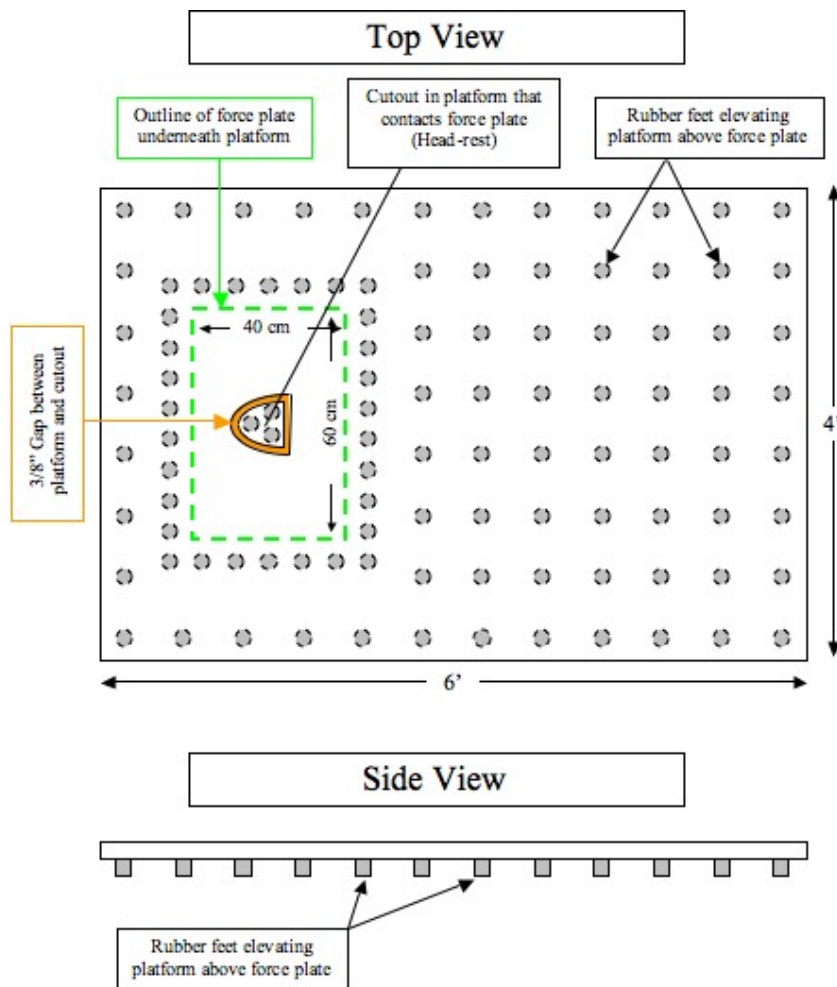 Top View
Outline of force plate
underneath platform
Cutout in platform that
contacts force plate
(Head-rest)
Rubber feet elevating
platform above force plate
40 cm
60 cm
3/8" Gap between
platform and cutout
4'
6'
Side View
Rubber feet elevating
platform above force plate